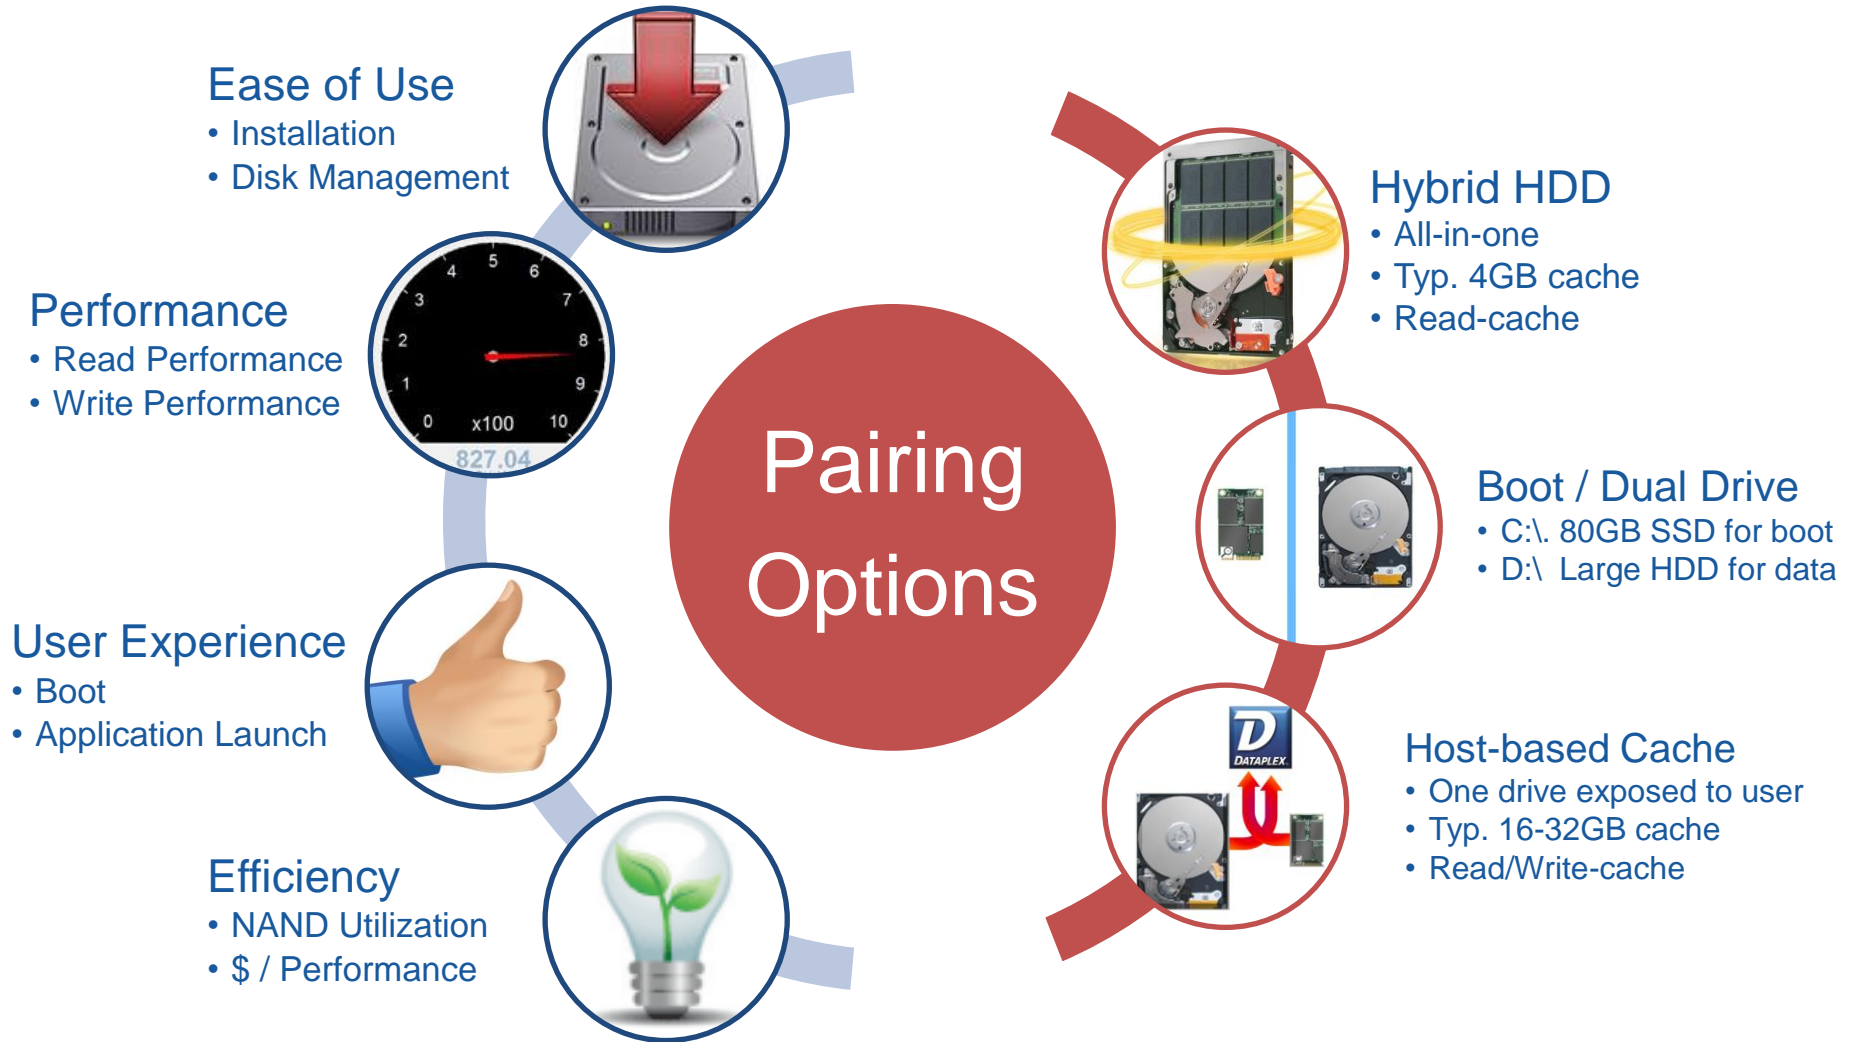 Ease of Use
• Installation
• Disk Management
Performance
• Read Performance
• Write Performance
0
1
2
3
4
5
6
7
8
9
10
x100
827.04
User Experience
• Boot
• Application Launch
Efficiency
• NAND Utilization
• $ / Performance
Pairing
Options
Hybrid HDD
• All-in-one
• Typ. 4GB cache
• Read-cache
Boot / Dual Drive
• C:\. 80GB SSD for boot
• D:\ Large HDD for data
D
DATAPLEX
Host-based Cache
• One drive exposed to user
• Typ. 16-32GB cache
• Read/Write-cache